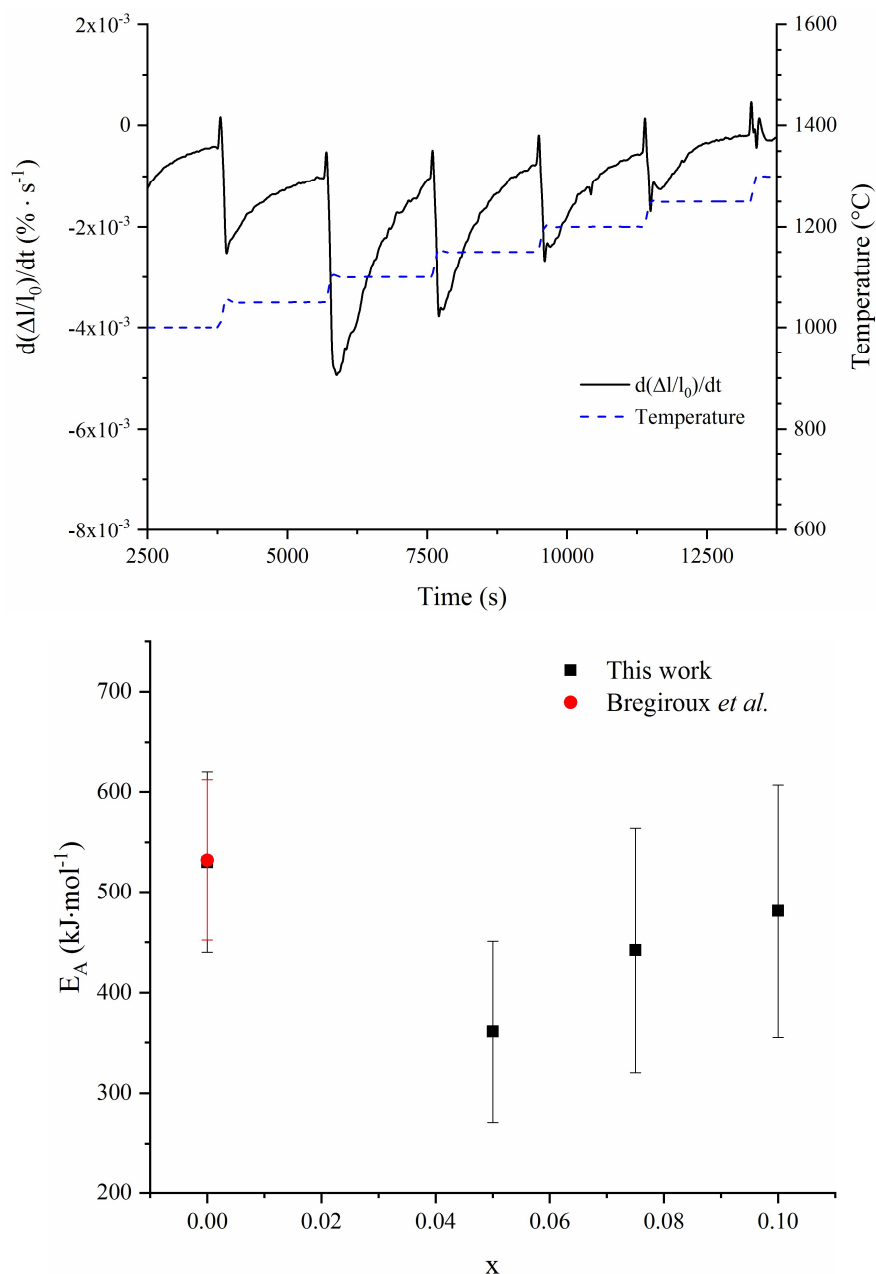 2x10⁻³
0
-2x10⁻³
-4x10⁻³
-6x10⁻³
-8x10⁻³
d(Δl/l₀)/dt (% · s⁻¹)
1600
1400
1200
1000
800
600
Temperature (°C)
d(Δl/l₀)/dt
Temperature
2500 5000 7500 10000 12500
Time (s)
This work
Bregiroux et al.
700
600
500
400
300
200
E_A (kJ·mol⁻¹)
0.00 0.02 0.04 0.06 0.08 0.10
x